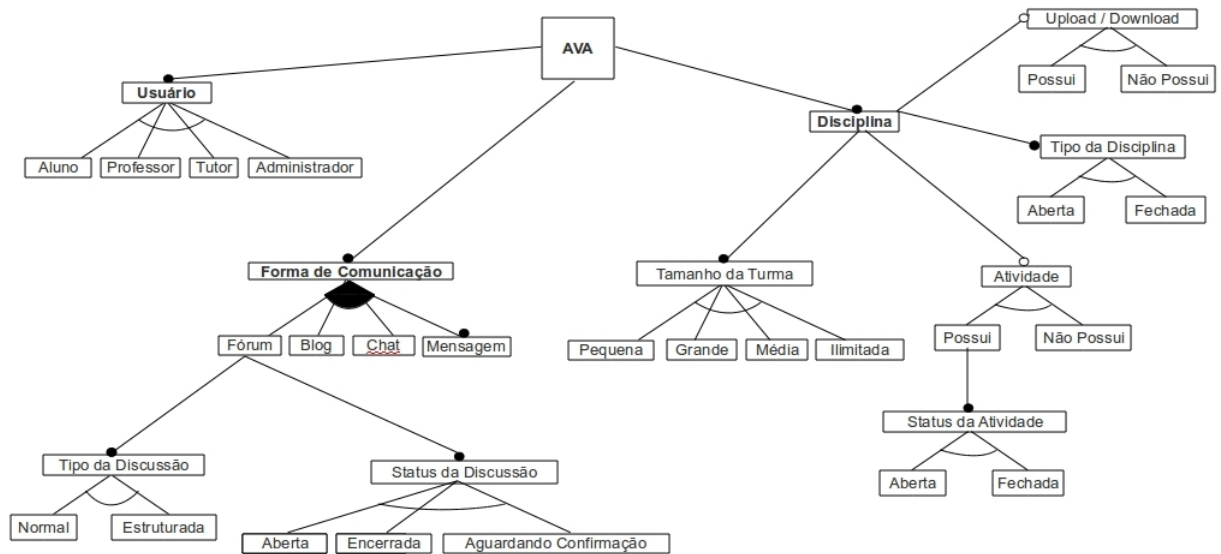 AVA
Upload / Download
Possui
Não Possui
Usuário
Disciplina
Tipo da Disciplina
Aluno
Professor
Tutor
Administrador
Aberta
Fechada
Forma de Comunicação
Tamanho da Turma
Atividade
Fórum
Blog
Chat
Mensagem
Pequena
Grande
Média
Ilimitada
Possui
Não Possui
Status da Atividade
Tipo da Discussão
Status da Discussão
Aberta
Fechada
Normal
Estruturada
Aberta
Encerrada
Aguardando Confirmação